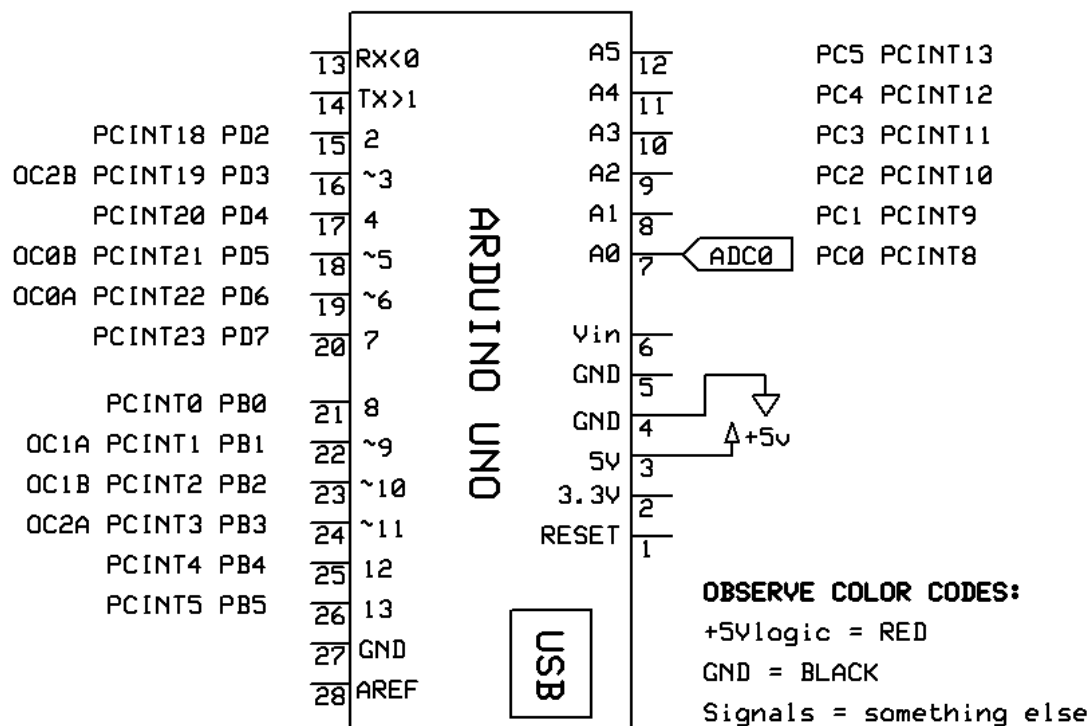 13 RX<0
14 TX>1
PCINT18 PD2 15 2
OC2B PCINT19 PD3 16 ~3
PCINT20 PD4 17 4
OC0B PCINT21 PD5 18 ~5
OC0A PCINT22 PD6 19 ~6
PCINT23 PD7 20 7
PCINT0 PB0 21 8
OC1A PCINT1 PB1 22 ~9
OC1B PCINT2 PB2 23 ~10
OC2A PCINT3 PB3 24 ~11
PCINT4 PB4 25 12
PCINT5 PB5 26 13
27 GND
28 AREF
ARDUINO UNO
USB
A5 12 PC5 PCINT13
A4 11 PC4 PCINT12
A3 10 PC3 PCINT11
A2 9 PC2 PCINT10
A1 8 PC1 PCINT9
A0 7 ADC0 PC0 PCINT8
Vin 6
GND 5
GND 4
+5v
5V 3
3.3V 2
RESET 1
OBSERVE COLOR CODES:
+5Vlogic = RED
GND = BLACK
Signals = something else